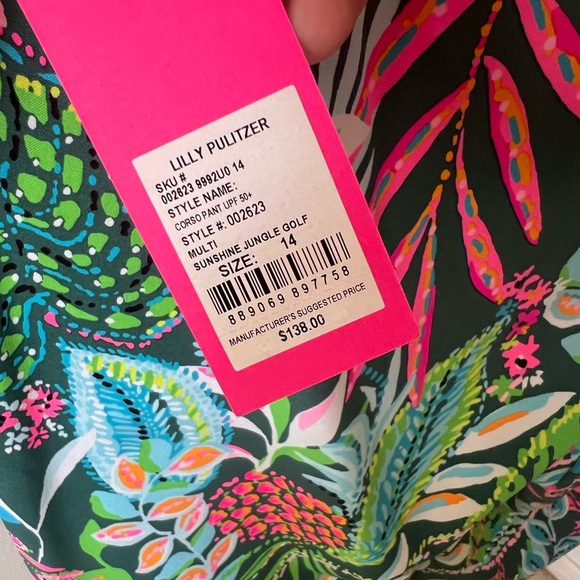 LILLY PULITZER
SKU #
002623 9992U0 14
STYLE NAME:
CORSO PANT UPF 50+
STYLE #: 002623
MULTI
SUNSHINE JUNGLE GOLF
SIZE: 14
889069 897758
MANUFACTURER'S SUGGESTED PRICE
$138.00